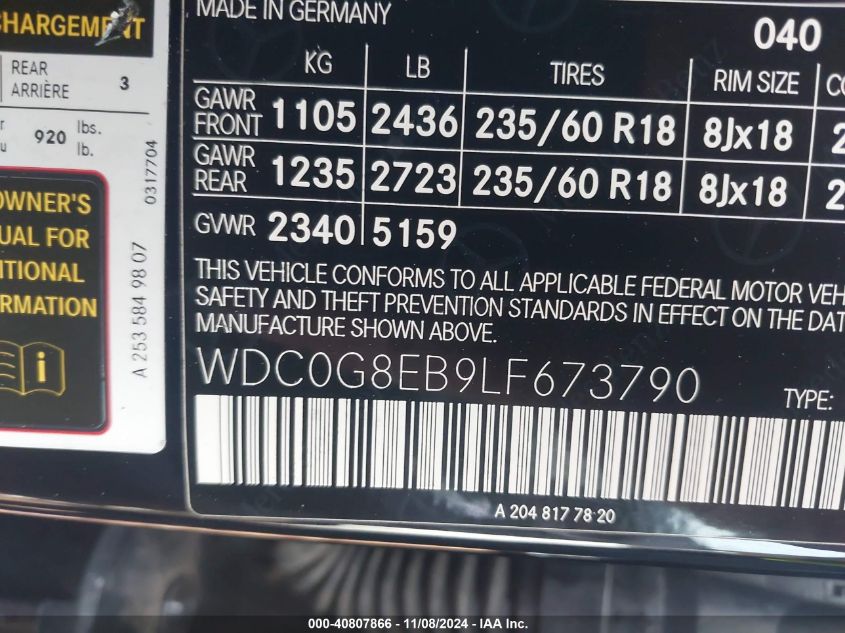 CHARGEMENT
REAR
ARRIÈRE 3
920 lbs.
lb.
0317704
OWNER'S
FOR
A 253 584 98 07
MADE IN GERMANY
040
KG LB TIRES RIM SIZE
GAWR
FRONT 1105 2436 235/60 R18 8Jx18
GAWR
REAR 1235 2723 235/60 R18 8Jx18
GVWR 2340 5159
THIS VEHICLE CONFORMS TO ALL APPLICABLE FEDERAL MOTOR VEH
SAFETY AND THEFT PREVENTION STANDARDS IN EFFECT ON THE DAT
MANUFACTURE SHOWN ABOVE.
WDC0G8EB9LF673790
TYPE:
A 204 817 78 20
000-40807866 - 11/08/2024 - IAA Inc.